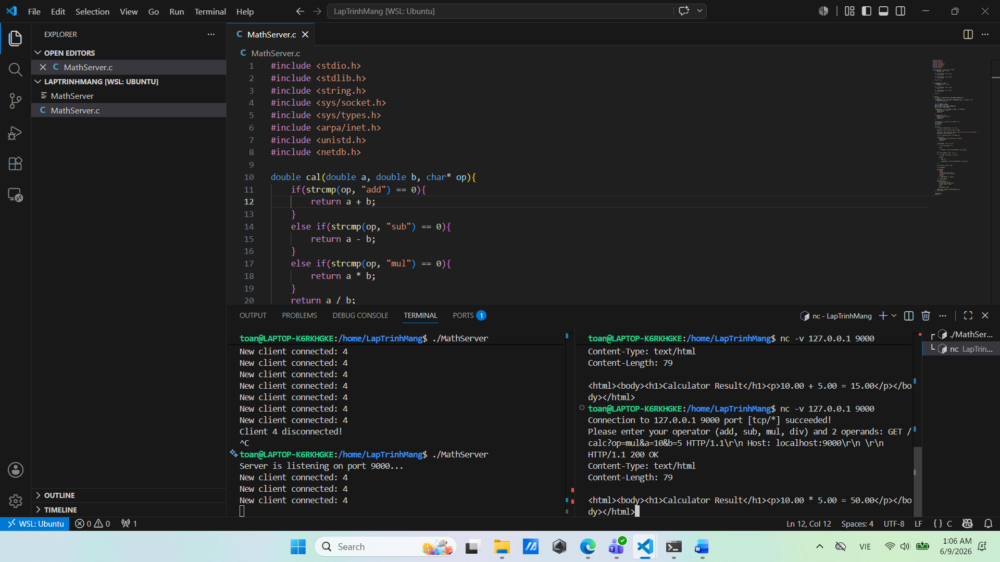 File Edit Selection View Go Run Terminal Help
LapTrinhMang [WSL: Ubuntu]
EXPLORER
OPEN EDITORS
C MathServer.c
LAPTRINHMANG [WSL: UBUNTU]
MathServer
C MathServer.c
OUTLINE
TIMELINE
C MathServer.c
C MathServer.c
1 #include <stdio.h>
2 #include <stdlib.h>
3 #include <string.h>
4 #include <sys/socket.h>
5 #include <sys/types.h>
6 #include <arpa/inet.h>
7 #include <unistd.h>
8 #include <netdb.h>
9
10 double cal(double a, double b, char* op){
11 if(strcmp(op, "add") == 0){
12 return a + b;
13 }
14 else if(strcmp(op, "sub") == 0){
15 return a - b;
16 }
17 else if(strcmp(op, "mul") == 0){
18 return a * b;
19 }
20 return a / b;
OUTPUT PROBLEMS DEBUG CONSOLE TERMINAL PORTS 1
nc - LapTrinhMang
toan@LAPTOP-K6RKHGKE:/home/LapTrinhMang$ ./MathServer
New client connected: 4
New client connected: 4
New client connected: 4
New client connected: 4
New client connected: 4
New client connected: 4
New client connected: 4
Client 4 disconnected!
^C
toan@LAPTOP-K6RKHGKE:/home/LapTrinhMang$ ./MathServer
Server is listening on port 9000...
New client connected: 4
New client connected: 4
New client connected: 4
toan@LAPTOP-K6RKHGKE:/home/LapTrinhMang$ nc -v 127.0.0.1 9000
Content-Type: text/html
Content-Length: 79
<html><body><h1>Calculator Result</h1><p>10.00 + 5.00 = 15.00</p></bo
dy></html>
toan@LAPTOP-K6RKHGKE:/home/LapTrinhMang$ nc -v 127.0.0.1 9000
Connection to 127.0.0.1 9000 port [tcp/*] succeeded!
Please enter your operator (add, sub, mul, div) and 2 operands: GET /
calc?op=mul&a=10&b=5 HTTP/1.1\r\n Host: localhost:9000\r\n \r\n
HTTP/1.1 200 OK
Content-Type: text/html
Content-Length: 79
<html><body><h1>Calculator Result</h1><p>10.00 * 5.00 = 50.00</p></bo
dy></html>
./MathSer...
nc LapTrin...
WSL: Ubuntu 0 0 1
Ln 12, Col 12 Spaces: 4 UTF-8 LF {} C
Search
VIE
1:06 AM
6/9/2026